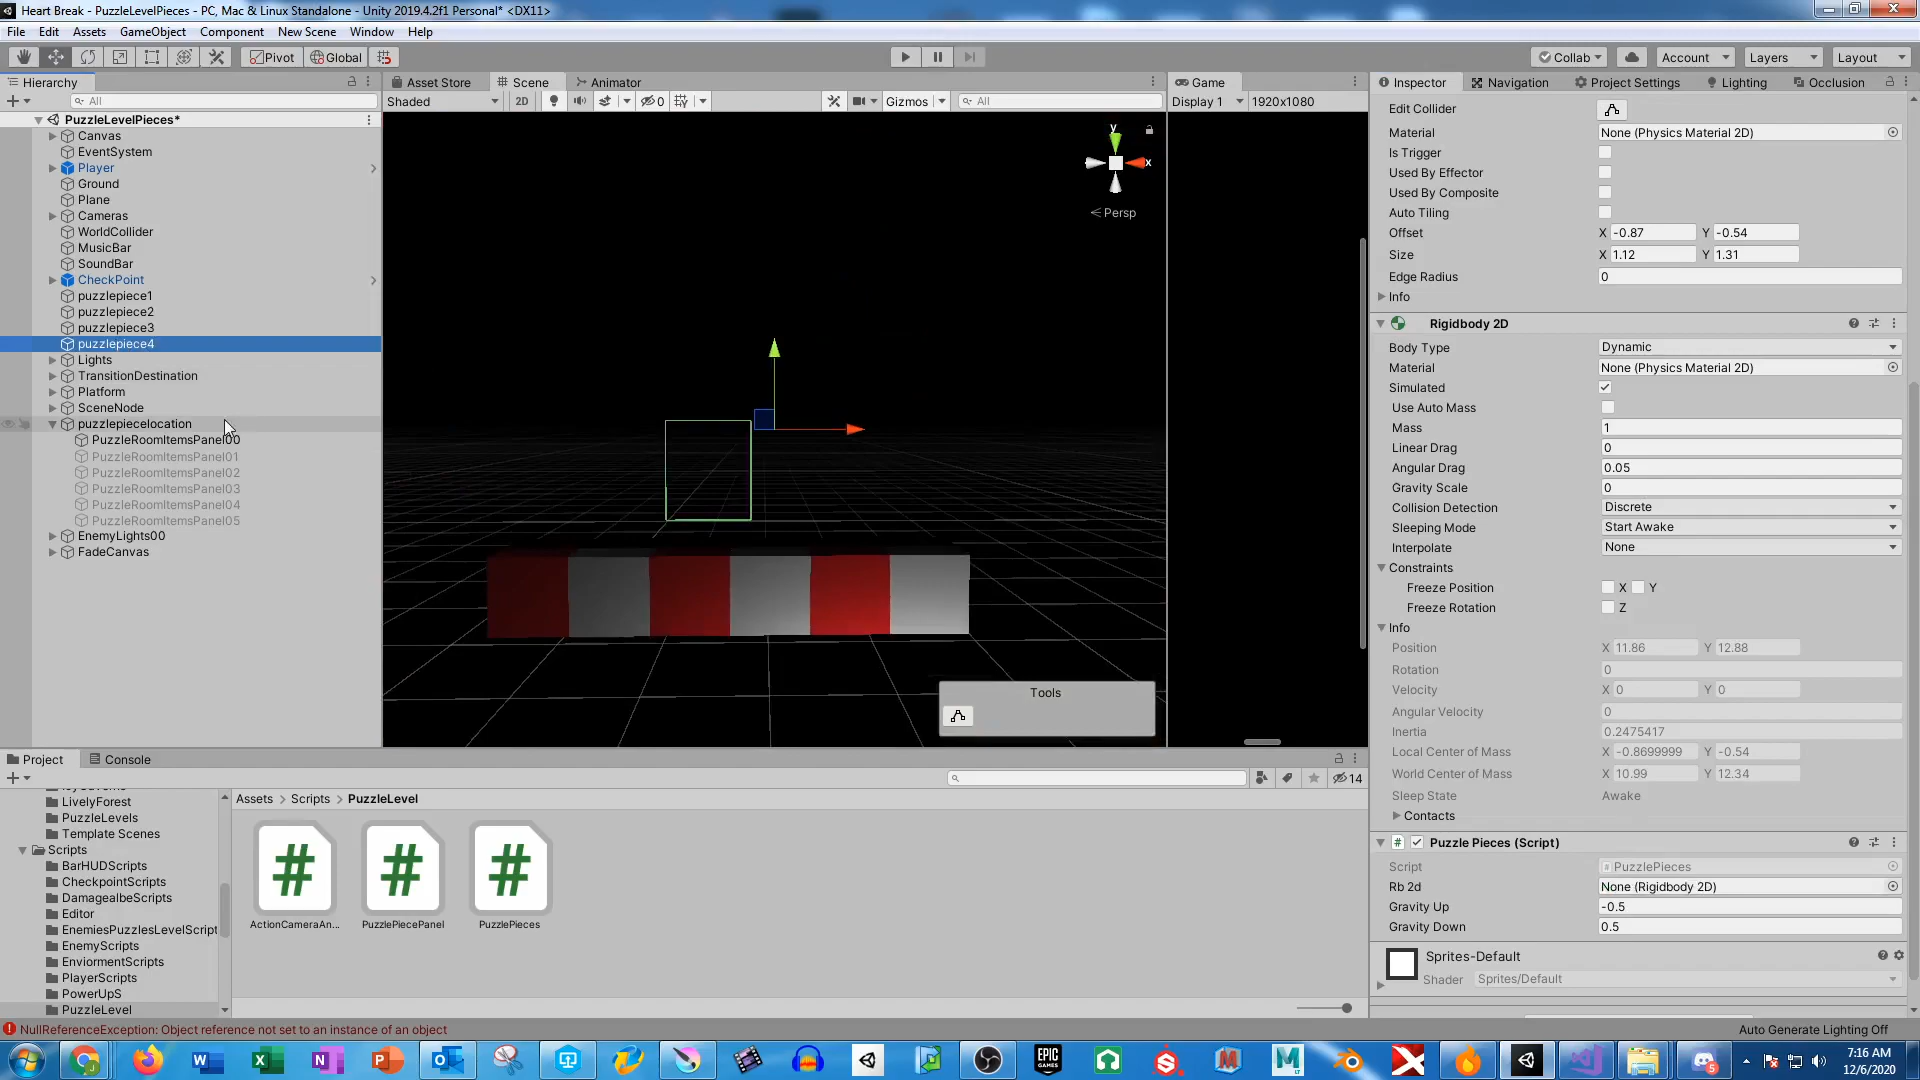 Heart Break - PuzzleLevelPieces - PC, Mac & Linux Standalone - Unity 2019.4.2f1 Personal* <DX11>
File Edit Assets GameObject Component New Scene Window Help
Pivot Global Collab Account Layers Layout
Hierarchy
All
PuzzleLevelPieces*
Canvas
EventSystem
Player
Ground
Plane
Cameras
WorldCollider
MusicBar
SoundBar
CheckPoint
puzzlepiece1
puzzlepiece2
puzzlepiece3
puzzlepiece4
Lights
TransitionDestination
Platform
SceneNode
puzzlepiecelocation
PuzzleRoomItemsPanel00
PuzzleRoomItemsPanel01
PuzzleRoomItemsPanel02
PuzzleRoomItemsPanel03
PuzzleRoomItemsPanel04
PuzzleRoomItemsPanel05
EnemyLights00
FadeCanvas
Asset Store Scene Animator
Shaded 2D 0 Gizmos All
y
x
< Persp
Tools
Game
Display 1 1920x1080
Inspector Navigation Project Settings Lighting Occlusion
Edit Collider
Material None (Physics Material 2D)
Is Trigger
Used By Effector
Used By Composite
Auto Tiling
Offset X -0.87 Y -0.54
Size X 1.12 Y 1.31
Edge Radius 0
Info
Rigidbody 2D
Body Type Dynamic
Material None (Physics Material 2D)
Simulated
Use Auto Mass
Mass 1
Linear Drag 0
Angular Drag 0.05
Gravity Scale 0
Collision Detection Discrete
Sleeping Mode Start Awake
Interpolate None
Constraints
Freeze Position X Y
Freeze Rotation Z
Info
Position X 11.86 Y 12.88
Rotation 0
Velocity X 0 Y 0
Angular Velocity 0
Inertia 0.2475417
Local Center of Mass X -0.8699999 Y -0.54
World Center of Mass X 10.99 Y 12.34
Sleep State Awake
Contacts
# Puzzle Pieces (Script)
Script # PuzzlePieces
Rb 2d None (Rigidbody 2D)
Gravity Up -0.5
Gravity Down 0.5
Sprites-Default
Shader Sprites/Default
Project Console
14
LivelyForest
PuzzleLevels
Template Scenes
Scripts
BarHUDScripts
CheckpointScripts
DamagealbeScripts
Editor
EnemiesPuzzlesLevelScript
EnemyScripts
EnviormentScripts
PlayerScripts
PowerUpS
PuzzleLevel
Assets > Scripts > PuzzleLevel
# # #
ActionCameraAn... PuzzlePiecePanel PuzzlePieces
NullReferenceException: Object reference not set to an instance of an object
Auto Generate Lighting Off
EPIC GAMES
7:16 AM
12/6/2020